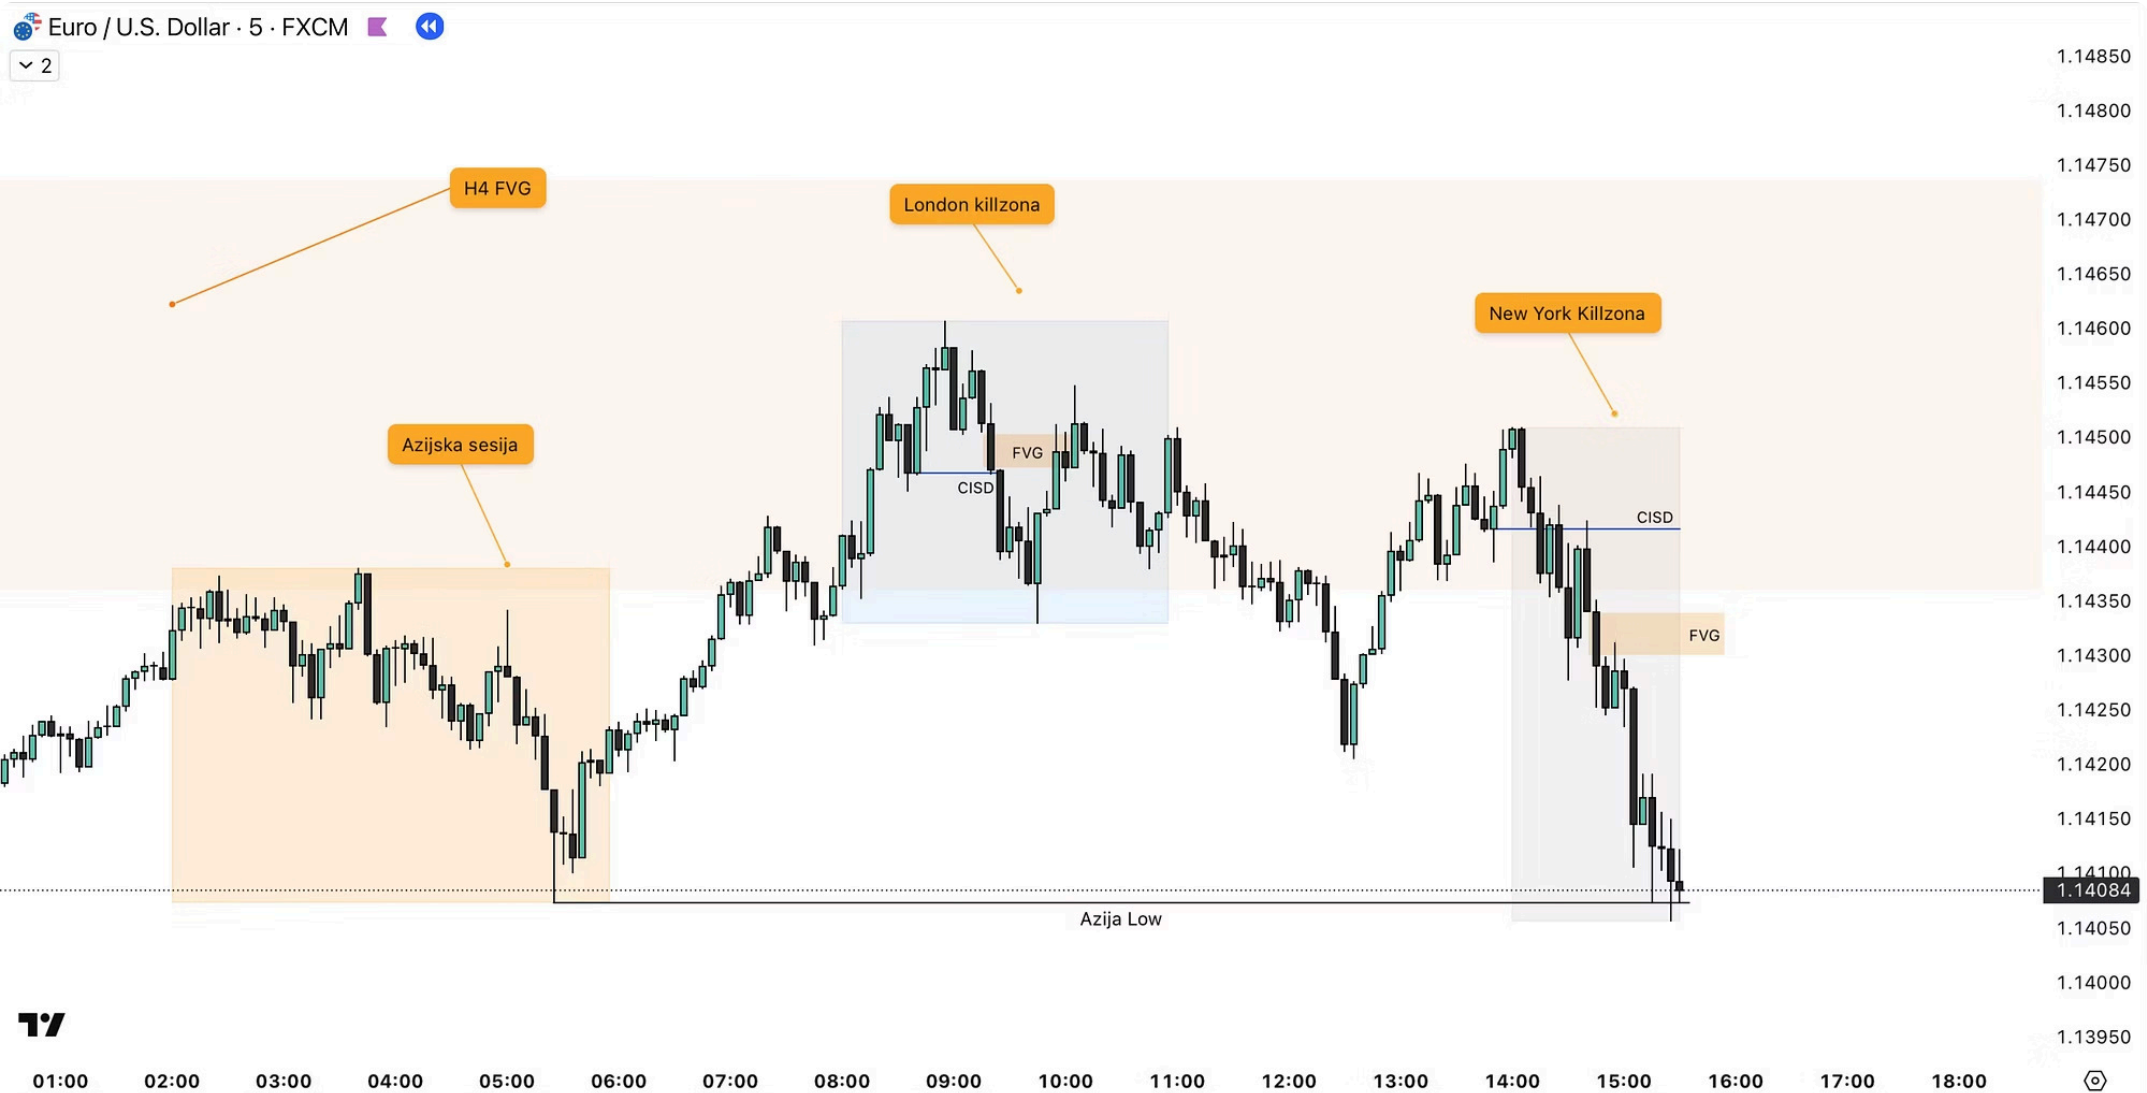 Euro / U.S. Dollar · 5 · FXCM
2
H4 FVG
London killzona
New York Killzona
Azijska sesija
FVG
CISD
CISD
FVG
Azija Low
1.14850
1.14800
1.14750
1.14700
1.14650
1.14600
1.14550
1.14500
1.14450
1.14400
1.14350
1.14300
1.14250
1.14200
1.14150
1.14100
1.14084
1.14050
1.14000
1.13950
01:00 02:00 03:00 04:00 05:00 06:00 07:00 08:00 09:00 10:00 11:00 12:00 13:00 14:00 15:00 16:00 17:00 18:00